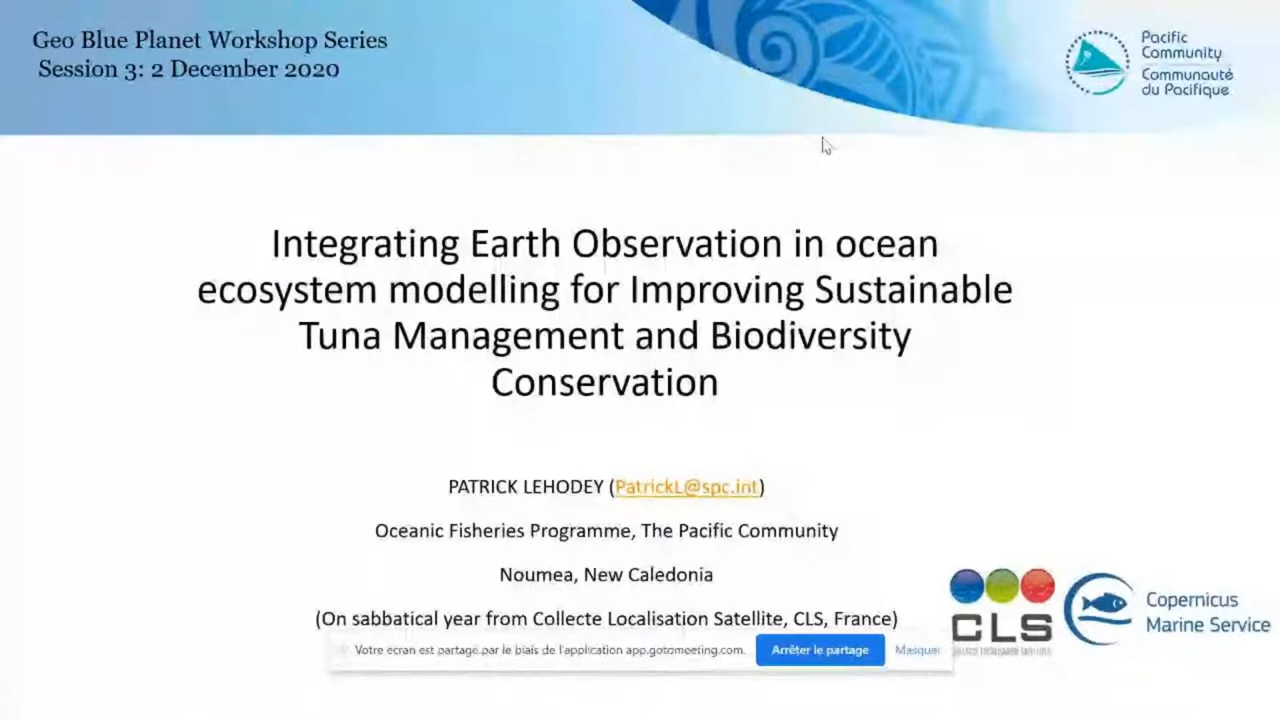 Geo Blue Planet Workshop Series
Session 3: 2 December 2020
Pacific
Community
Communauté
du Pacifique
Integrating Earth Observation in ocean
ecosystem modelling for Improving Sustainable
Tuna Management and Biodiversity
Conservation
PATRICK LEHODEY (PatrickL@spc.int)
Oceanic Fisheries Programme, The Pacific Community
Noumea, New Caledonia
(On sabbatical year from Collecte Localisation Satellite, CLS, France)
CLS
Copernicus
Marine Service
Votre écran est partagé par le biais de l'application app.gotomeeting.com.
Arrêter le partage
Masquer